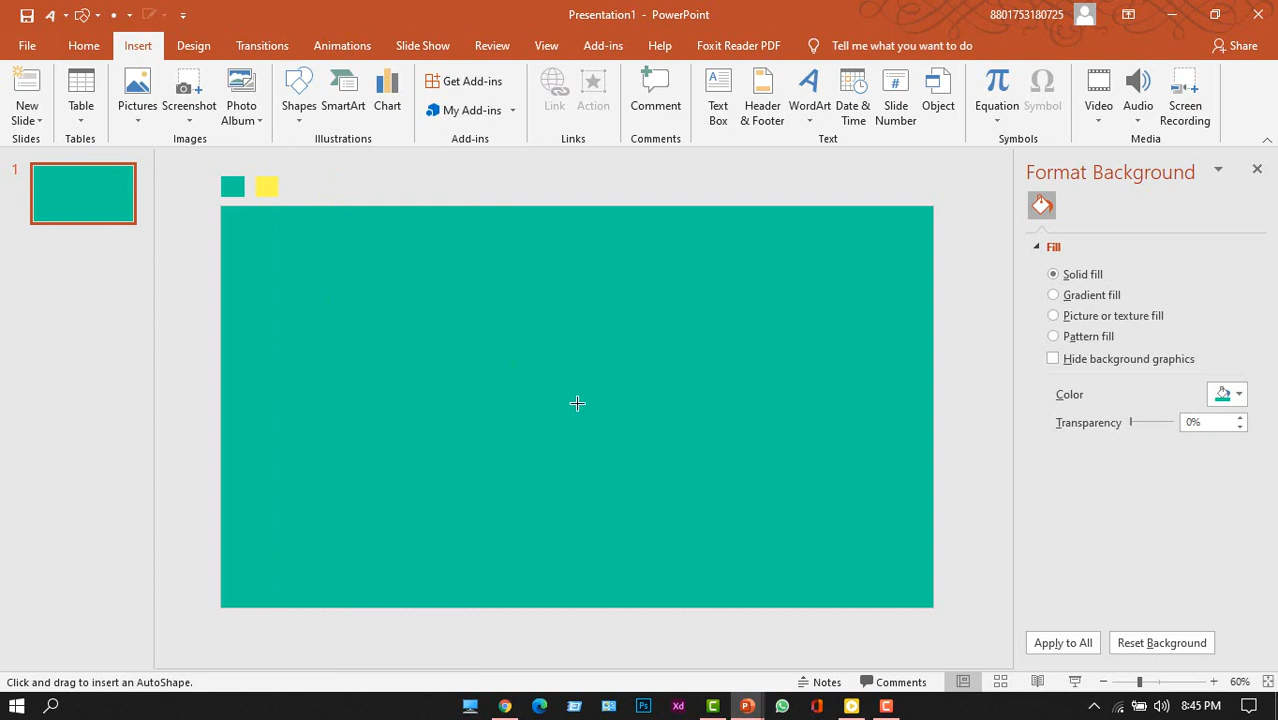 Presentation1 - PowerPoint
8801753180725
File Home Insert Design Transitions Animations Slide Show Review View Add-ins Help Foxit Reader PDF Tell me what you want to do Share
New Slide
Slides
Table
Tables
Pictures
Screenshot
Photo Album
Images
Shapes
SmartArt
Chart
Illustrations
Get Add-ins
My Add-ins
Add-ins
Link
Action
Links
Comment
Comments
Text Box
Header & Footer
WordArt
Date & Time
Slide Number
Object
Text
Equation
Symbol
Symbols
Video
Audio
Screen Recording
Media
1
Format Background
Fill
Solid fill
Gradient fill
Picture or texture fill
Pattern fill
Hide background graphics
Color
Transparency 0%
Apply to All Reset Background
Click and drag to insert an AutoShape. Notes Comments 60%
Ps Xd 8:45 PM